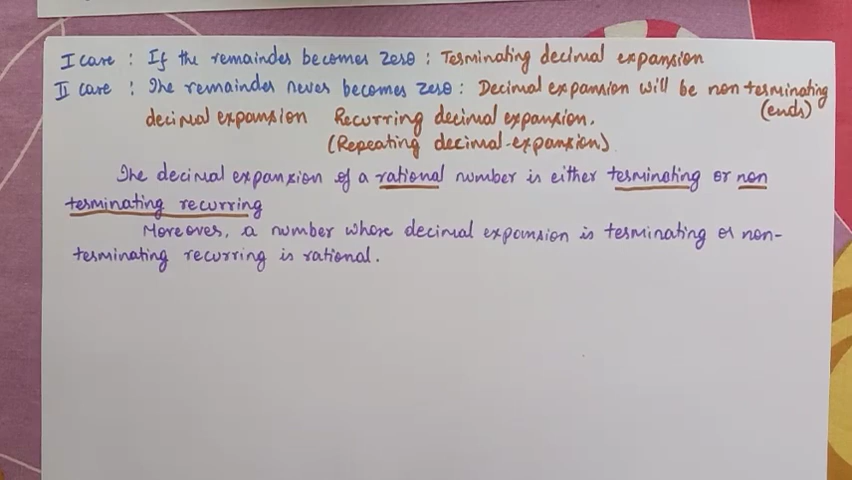 I case : If the remainder becomes zero : Terminating decimal expansion
II case : The remainder never becomes zero : Decimal expansion will be non terminating
(ends)
decimal expansion Recurring decimal expansion.
(Repeating decimal expansion)
The decimal expansion of a rational number is either terminating or non
terminating recurring
Moreover, a number whose decimal expansion is terminating or non-
terminating recurring is rational.